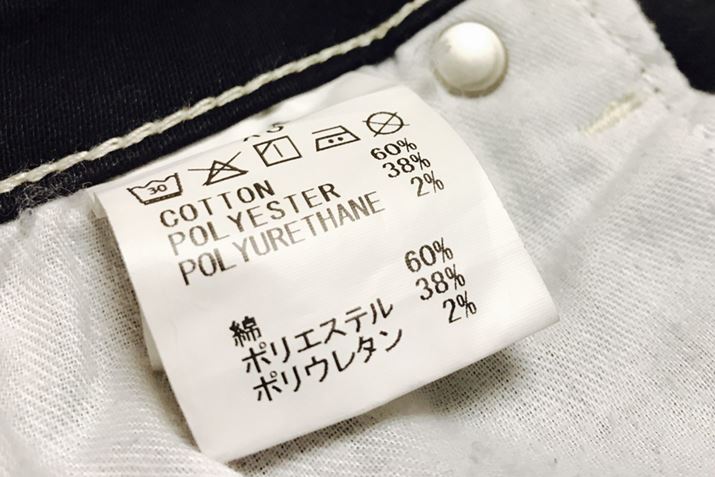 30
COTTON 60%
POLYESTER 38%
POLYURETHANE 2%
綿 60%
ポリエステル 38%
ポリウレタン 2%